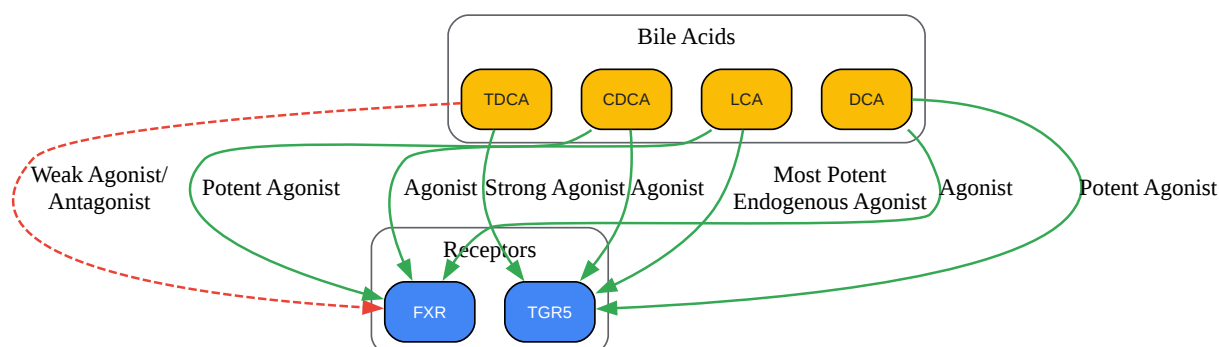 Bile Acids
TDCA
CDCA
LCA
DCA
Weak Agonist/
Antagonist
Potent Agonist
Agonist
Strong Agonist
Agonist
Most Potent
Endogenous Agonist
Agonist
Potent Agonist
Receptors
FXR
TGR5